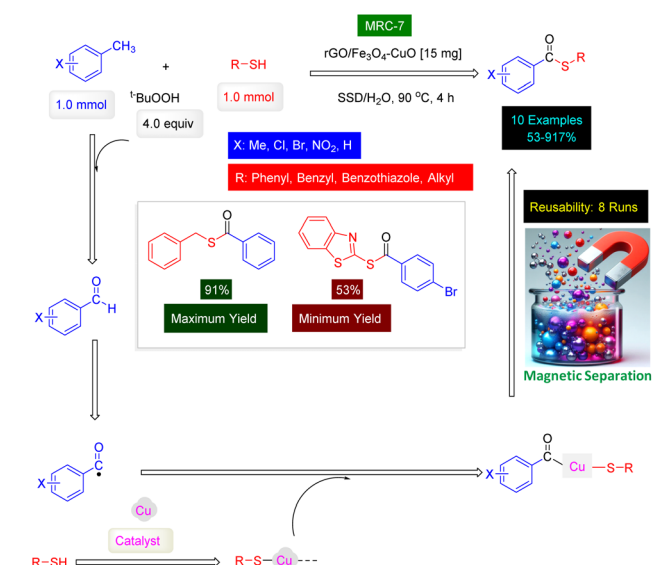 MRC-7
X CH3 + R-SH
rGO/Fe3O4-CuO [15 mg]
O
X S R
1.0 mmol
t-BuOOH
1.0 mmol
SSD/H2O, 90 oC, 4 h
4.0 equiv
10 Examples
53-917%
X: Me, Cl, Br, NO2, H
R: Phenyl, Benzyl, Benzothiazole, Alkyl
Reusability: 8 Runs
O
S
N
S
S
O
Br
91%
53%
Maximum Yield
Minimum Yield
O
H
X
Magnetic Separation
O
C
X
O
C
X Cu S-R
Cu
Catalyst
R-SH
R-S-Cu